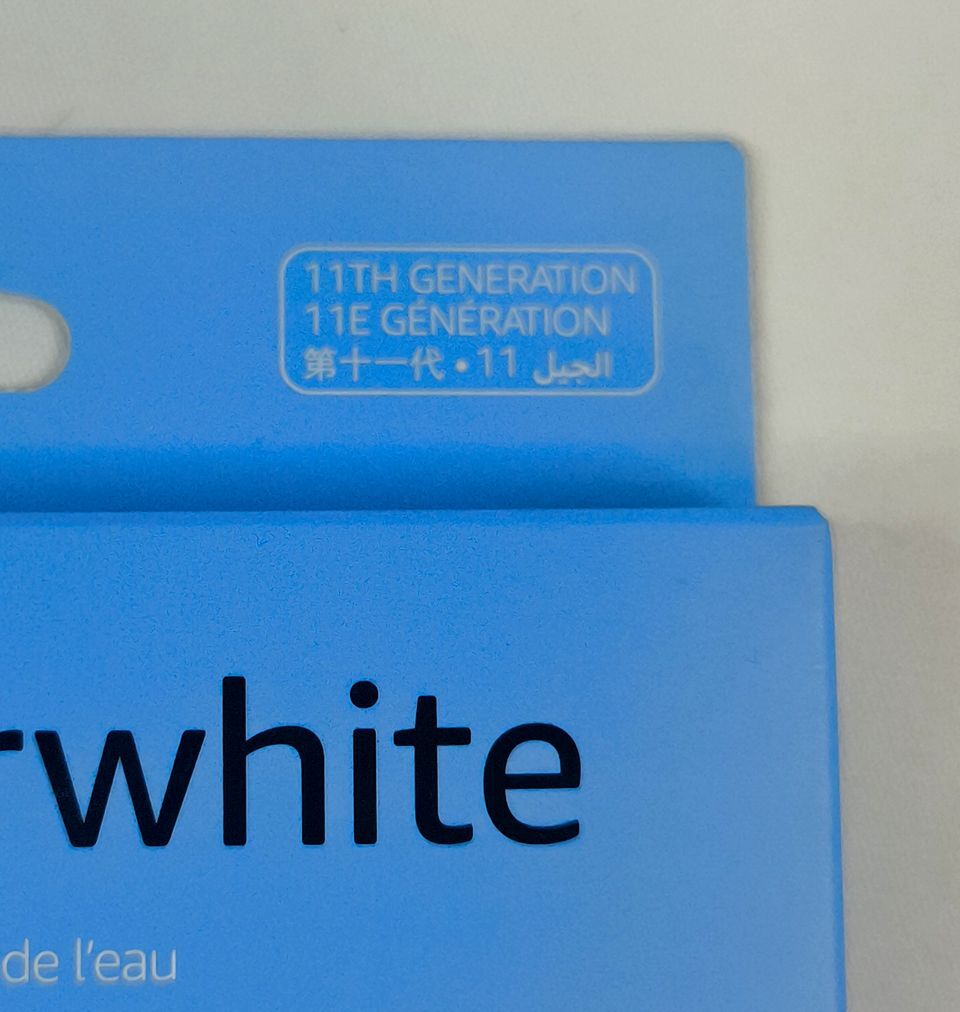 11TH GENERATION
11E GÉNÉRATION
第十一代 • 11 الجيل
rwhite
de l'eau